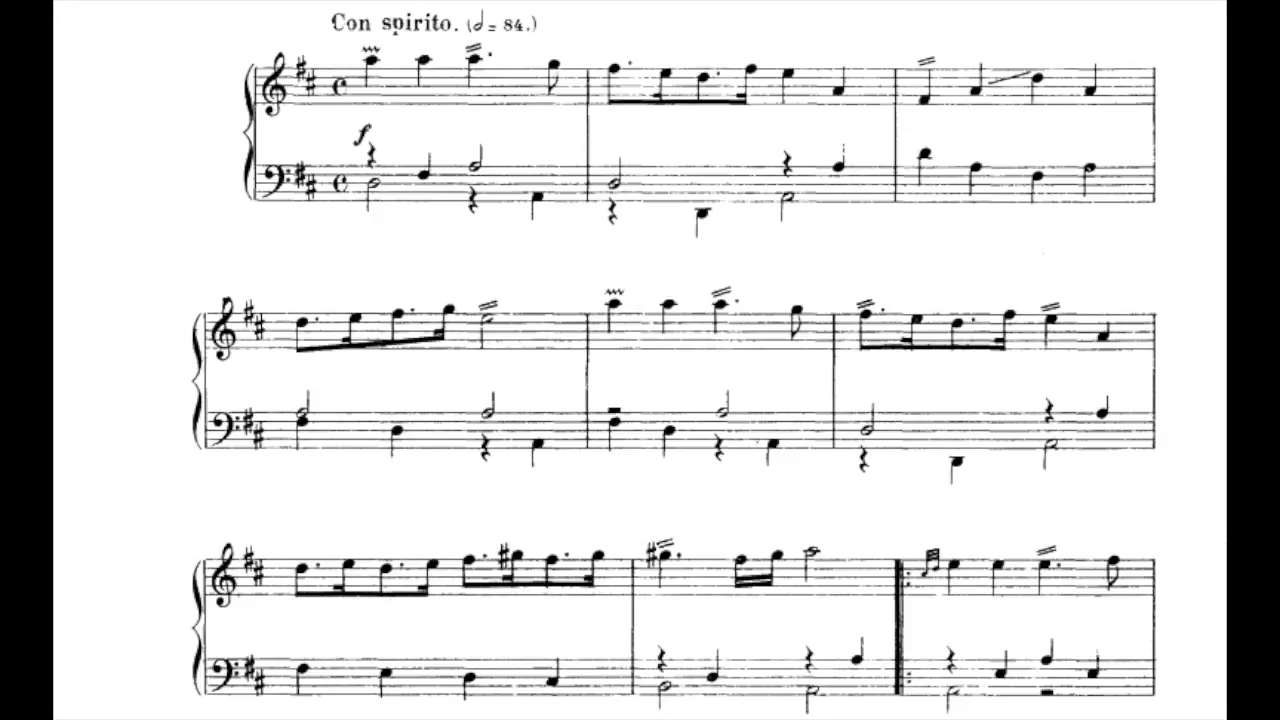 Con spirito. (𝅗𝅥 = 84.)
f